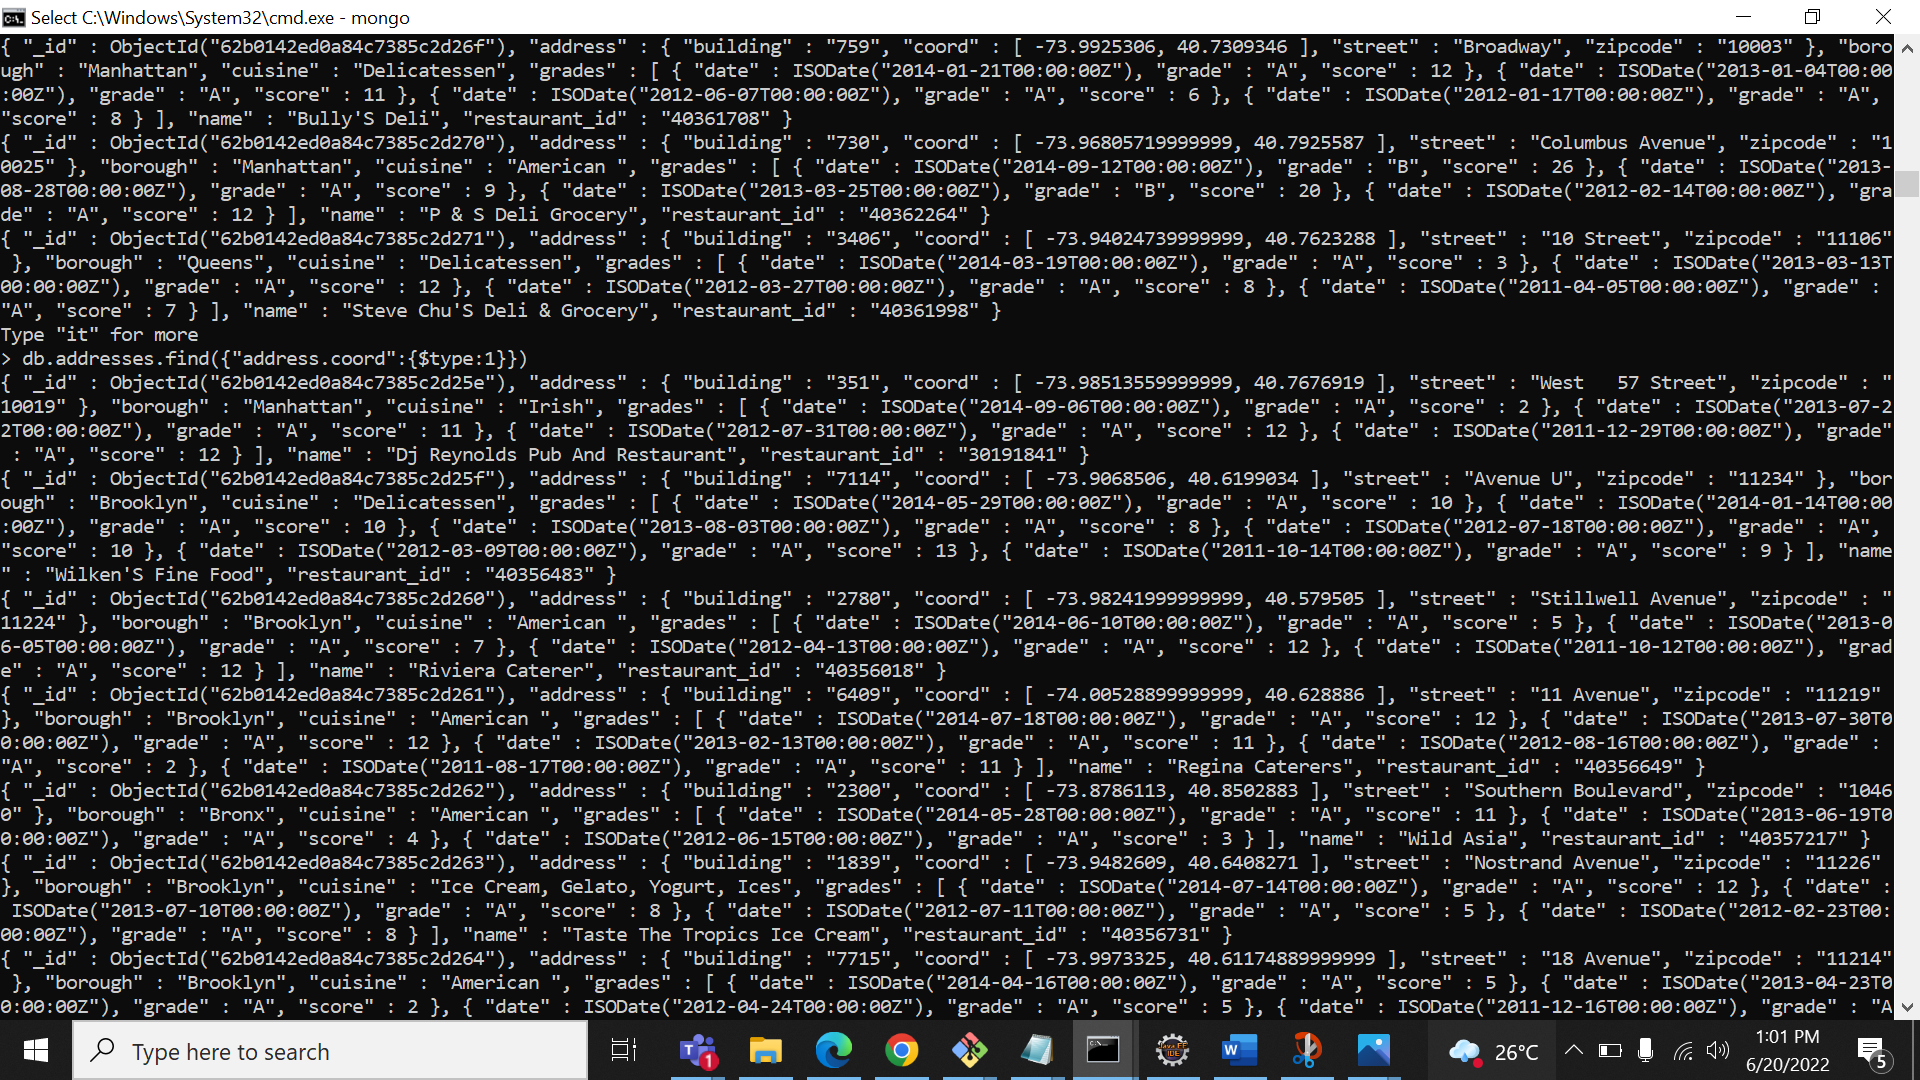 Select C:\Windows\System32\cmd.exe - mongo
{ "_id" : ObjectId("62b0142ed0a84c7385c2d26f"), "address" : { "building" : "759", "coord" : [ -73.9925306, 40.7309346 ], "street" : "Broadway", "zipcode" : "10003" }, "boro
ugh" : "Manhattan", "cuisine" : "Delicatessen", "grades" : [ { "date" : ISODate("2014-01-21T00:00:00Z"), "grade" : "A", "score" : 12 }, { "date" : ISODate("2013-01-04T00:00
:00Z"), "grade" : "A", "score" : 11 }, { "date" : ISODate("2012-06-07T00:00:00Z"), "grade" : "A", "score" : 6 }, { "date" : ISODate("2012-01-17T00:00:00Z"), "grade" : "A",
"score" : 8 } ], "name" : "Bully'S Deli", "restaurant_id" : "40361708" }
{ "_id" : ObjectId("62b0142ed0a84c7385c2d270"), "address" : { "building" : "730", "coord" : [ -73.96805719999999, 40.7925587 ], "street" : "Columbus Avenue", "zipcode" : "1
0025" }, "borough" : "Manhattan", "cuisine" : "American ", "grades" : [ { "date" : ISODate("2014-09-12T00:00:00Z"), "grade" : "B", "score" : 26 }, { "date" : ISODate("2013-
08-28T00:00:00Z"), "grade" : "A", "score" : 9 }, { "date" : ISODate("2013-03-25T00:00:00Z"), "grade" : "B", "score" : 20 }, { "date" : ISODate("2012-02-14T00:00:00Z"), "gra
de" : "A", "score" : 12 } ], "name" : "P & S Deli Grocery", "restaurant_id" : "40362264" }
{ "_id" : ObjectId("62b0142ed0a84c7385c2d271"), "address" : { "building" : "3406", "coord" : [ -73.94024739999999, 40.7623288 ], "street" : "10 Street", "zipcode" : "11106"
 }, "borough" : "Queens", "cuisine" : "Delicatessen", "grades" : [ { "date" : ISODate("2014-03-19T00:00:00Z"), "grade" : "A", "score" : 3 }, { "date" : ISODate("2013-03-13T
00:00:00Z"), "grade" : "A", "score" : 12 }, { "date" : ISODate("2012-03-27T00:00:00Z"), "grade" : "A", "score" : 8 }, { "date" : ISODate("2011-04-05T00:00:00Z"), "grade" :
"A", "score" : 7 } ], "name" : "Steve Chu'S Deli & Grocery", "restaurant_id" : "40361998" }
Type "it" for more
> db.addresses.find({"address.coord":{$type:1}})
{ "_id" : ObjectId("62b0142ed0a84c7385c2d25e"), "address" : { "building" : "351", "coord" : [ -73.98513559999999, 40.7676919 ], "street" : "West   57 Street", "zipcode" : "
10019" }, "borough" : "Manhattan", "cuisine" : "Irish", "grades" : [ { "date" : ISODate("2014-09-06T00:00:00Z"), "grade" : "A", "score" : 2 }, { "date" : ISODate("2013-07-2
2T00:00:00Z"), "grade" : "A", "score" : 11 }, { "date" : ISODate("2012-07-31T00:00:00Z"), "grade" : "A", "score" : 12 }, { "date" : ISODate("2011-12-29T00:00:00Z"), "grade"
 : "A", "score" : 12 } ], "name" : "Dj Reynolds Pub And Restaurant", "restaurant_id" : "30191841" }
{ "_id" : ObjectId("62b0142ed0a84c7385c2d25f"), "address" : { "building" : "7114", "coord" : [ -73.9068506, 40.6199034 ], "street" : "Avenue U", "zipcode" : "11234" }, "bor
ough" : "Brooklyn", "cuisine" : "Delicatessen", "grades" : [ { "date" : ISODate("2014-05-29T00:00:00Z"), "grade" : "A", "score" : 10 }, { "date" : ISODate("2014-01-14T00:00
:00Z"), "grade" : "A", "score" : 10 }, { "date" : ISODate("2013-08-03T00:00:00Z"), "grade" : "A", "score" : 8 }, { "date" : ISODate("2012-07-18T00:00:00Z"), "grade" : "A",
"score" : 10 }, { "date" : ISODate("2012-03-09T00:00:00Z"), "grade" : "A", "score" : 13 }, { "date" : ISODate("2011-10-14T00:00:00Z"), "grade" : "A", "score" : 9 } ], "name
" : "Wilken'S Fine Food", "restaurant_id" : "40356483" }
{ "_id" : ObjectId("62b0142ed0a84c7385c2d260"), "address" : { "building" : "2780", "coord" : [ -73.98241999999999, 40.579505 ], "street" : "Stillwell Avenue", "zipcode" : "
11224" }, "borough" : "Brooklyn", "cuisine" : "American ", "grades" : [ { "date" : ISODate("2014-06-10T00:00:00Z"), "grade" : "A", "score" : 5 }, { "date" : ISODate("2013-0
6-05T00:00:00Z"), "grade" : "A", "score" : 7 }, { "date" : ISODate("2012-04-13T00:00:00Z"), "grade" : "A", "score" : 12 }, { "date" : ISODate("2011-10-12T00:00:00Z"), "grad
e" : "A", "score" : 12 } ], "name" : "Riviera Caterer", "restaurant_id" : "40356018" }
{ "_id" : ObjectId("62b0142ed0a84c7385c2d261"), "address" : { "building" : "6409", "coord" : [ -74.00528899999999, 40.628886 ], "street" : "11 Avenue", "zipcode" : "11219"
}, "borough" : "Brooklyn", "cuisine" : "American ", "grades" : [ { "date" : ISODate("2014-07-18T00:00:00Z"), "grade" : "A", "score" : 12 }, { "date" : ISODate("2013-07-30T0
0:00:00Z"), "grade" : "A", "score" : 12 }, { "date" : ISODate("2013-02-13T00:00:00Z"), "grade" : "A", "score" : 11 }, { "date" : ISODate("2012-08-16T00:00:00Z"), "grade" :
"A", "score" : 2 }, { "date" : ISODate("2011-08-17T00:00:00Z"), "grade" : "A", "score" : 11 } ], "name" : "Regina Caterers", "restaurant_id" : "40356649" }
{ "_id" : ObjectId("62b0142ed0a84c7385c2d262"), "address" : { "building" : "2300", "coord" : [ -73.8786113, 40.8502883 ], "street" : "Southern Boulevard", "zipcode" : "1046
0" }, "borough" : "Bronx", "cuisine" : "American ", "grades" : [ { "date" : ISODate("2014-05-28T00:00:00Z"), "grade" : "A", "score" : 11 }, { "date" : ISODate("2013-06-19T0
0:00:00Z"), "grade" : "A", "score" : 4 }, { "date" : ISODate("2012-06-15T00:00:00Z"), "grade" : "A", "score" : 3 } ], "name" : "Wild Asia", "restaurant_id" : "40357217" }
{ "_id" : ObjectId("62b0142ed0a84c7385c2d263"), "address" : { "building" : "1839", "coord" : [ -73.9482609, 40.6408271 ], "street" : "Nostrand Avenue", "zipcode" : "11226"
}, "borough" : "Brooklyn", "cuisine" : "Ice Cream, Gelato, Yogurt, Ices", "grades" : [ { "date" : ISODate("2014-07-14T00:00:00Z"), "grade" : "A", "score" : 12 }, { "date" :
 ISODate("2013-07-10T00:00:00Z"), "grade" : "A", "score" : 8 }, { "date" : ISODate("2012-07-11T00:00:00Z"), "grade" : "A", "score" : 5 }, { "date" : ISODate("2012-02-23T00:
00:00Z"), "grade" : "A", "score" : 8 } ], "name" : "Taste The Tropics Ice Cream", "restaurant_id" : "40356731" }
{ "_id" : ObjectId("62b0142ed0a84c7385c2d264"), "address" : { "building" : "7715", "coord" : [ -73.9973325, 40.61174889999999 ], "street" : "18 Avenue", "zipcode" : "11214"
 }, "borough" : "Brooklyn", "cuisine" : "American ", "grades" : [ { "date" : ISODate("2014-04-16T00:00:00Z"), "grade" : "A", "score" : 5 }, { "date" : ISODate("2013-04-23T0
0:00:00Z"), "grade" : "A", "score" : 2 }, { "date" : ISODate("2012-04-24T00:00:00Z"), "grade" : "A", "score" : 5 }, { "date" : ISODate("2011-12-16T00:00:00Z"), "grade" : "A
Type here to search
26°C
1:01 PM
6/20/2022
5